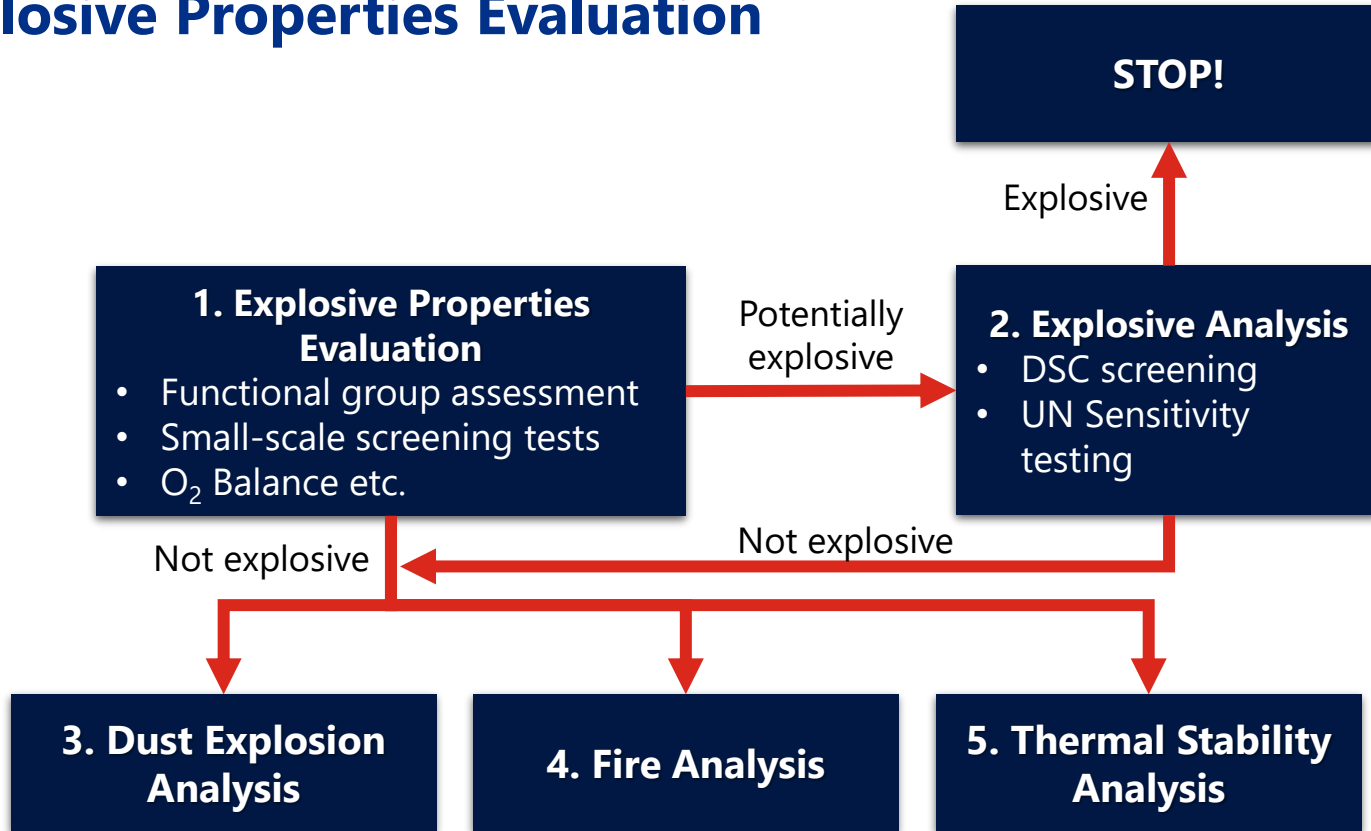 losive Properties Evaluation
STOP!
Explosive
1. Explosive Properties
Evaluation
• Functional group assessment
• Small-scale screening tests
• O₂ Balance etc.
Potentially
explosive
2. Explosive Analysis
• DSC screening
• UN Sensitivity
testing
Not explosive
Not explosive
3. Dust Explosion
Analysis
4. Fire Analysis
5. Thermal Stability
Analysis